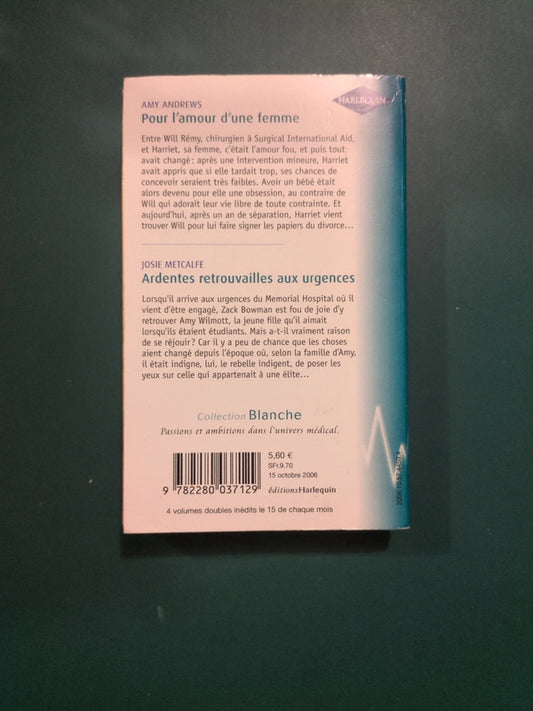 HARLEQUIN
AMY ANDREWS
Pour l'amour d'une femme
Entre Will Rémy, chirurgien à Surgical International Aid,
et Harriet, sa femme, c'était l'amour fou, et puis tout
avait changé : après une intervention mineure, Harriet
avait appris que si elle tardait trop, ses chances de
concevoir seraient très faibles. Avoir un bébé était
alors devenu pour elle une obsession, au contraire de
Will qui adorait leur vie libre de toute contrainte. Et
aujourd'hui, après un an de séparation, Harriet vient
trouver Will pour lui faire signer les papiers du divorce...
JOSIE METCALFE
Ardentes retrouvailles aux urgences
Lorsqu'il arrive aux urgences du Memorial Hospital où il
vient d'être engagé, Zack Bowman est fou de joie d'y
retrouver Amy Wilmott, la jeune fille qu'il aimait
lorsqu'ils étaient étudiants. Mais a-t-il vraiment raison
de se réjouir ? Car il y a peu de chance que les choses
aient changé depuis l'époque où, selon la famille d'Amy,
il était indigne, lui, le rebelle indigent, de poser les
yeux sur celle qui appartenait à une élite...
Collection Blanche
Passions et ambitions dans l'univers médical.
5,60 €
SFr.9,70
15 octobre 2006
9 782280 037129
éditionsHarlequin
4 volumes doubles inédits le 15 de chaque mois